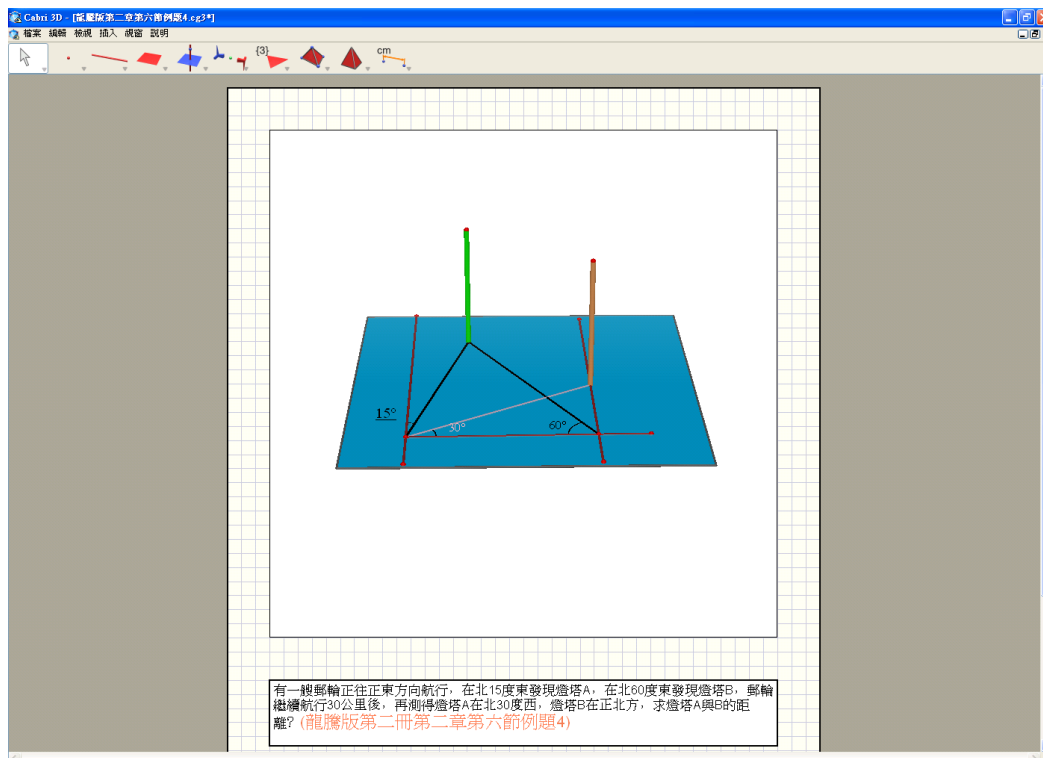 Cabri 3D - [龍騰版第二章第六節例題4.cg3*]
檔案 編輯 檢視 插入 視窗 說明
{3}
cm
15°
30°
60°
有一艘郵輪正往正東方向航行，在北15度東發現燈塔A，在北60度東發現燈塔B，郵輪
繼續航行30公里後，再測得燈塔A在北30度西，燈塔B在正北方，求燈塔A與B的距
離? (龍騰版第二冊第二章第六節例題4)